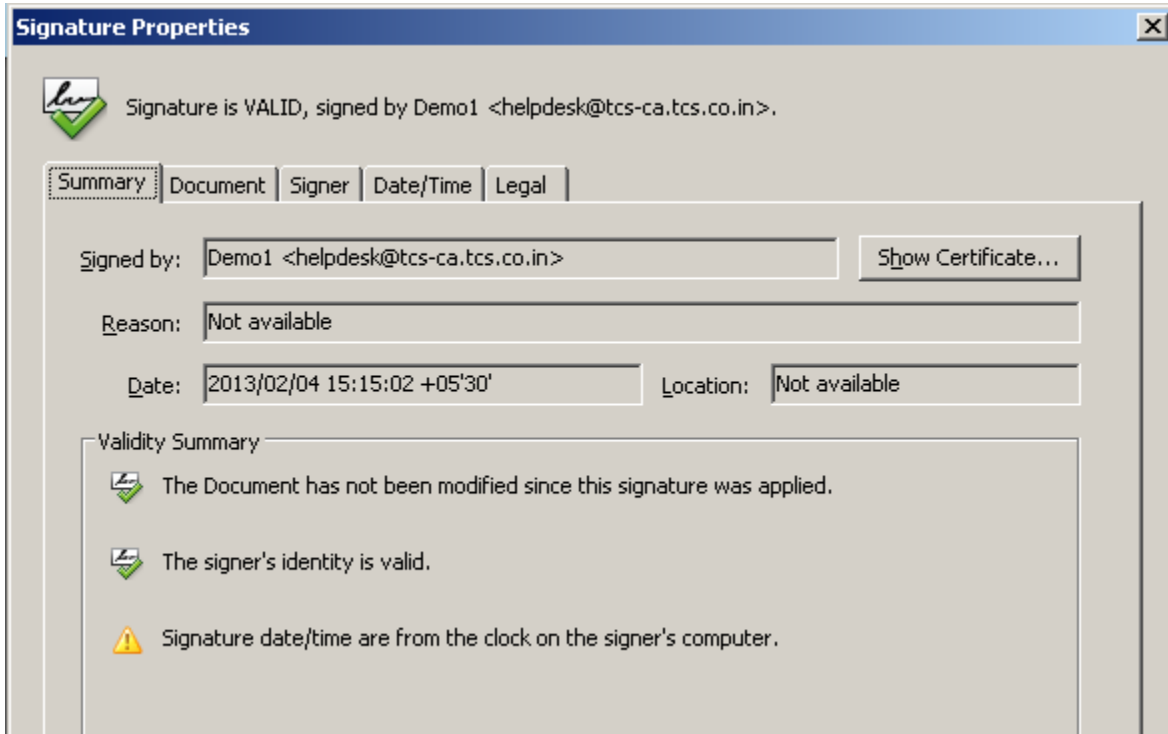 Signature Properties
Signature is VALID, signed by Demo1 <helpdesk@tcs-ca.tcs.co.in>.
Summary Document Signer Date/Time Legal
Signed by: Demo1 <helpdesk@tcs-ca.tcs.co.in> Show Certificate...
Reason: Not available
Date: 2013/02/04 15:15:02 +05'30' Location: Not available
Validity Summary
The Document has not been modified since this signature was applied.
The signer's identity is valid.
Signature date/time are from the clock on the signer's computer.